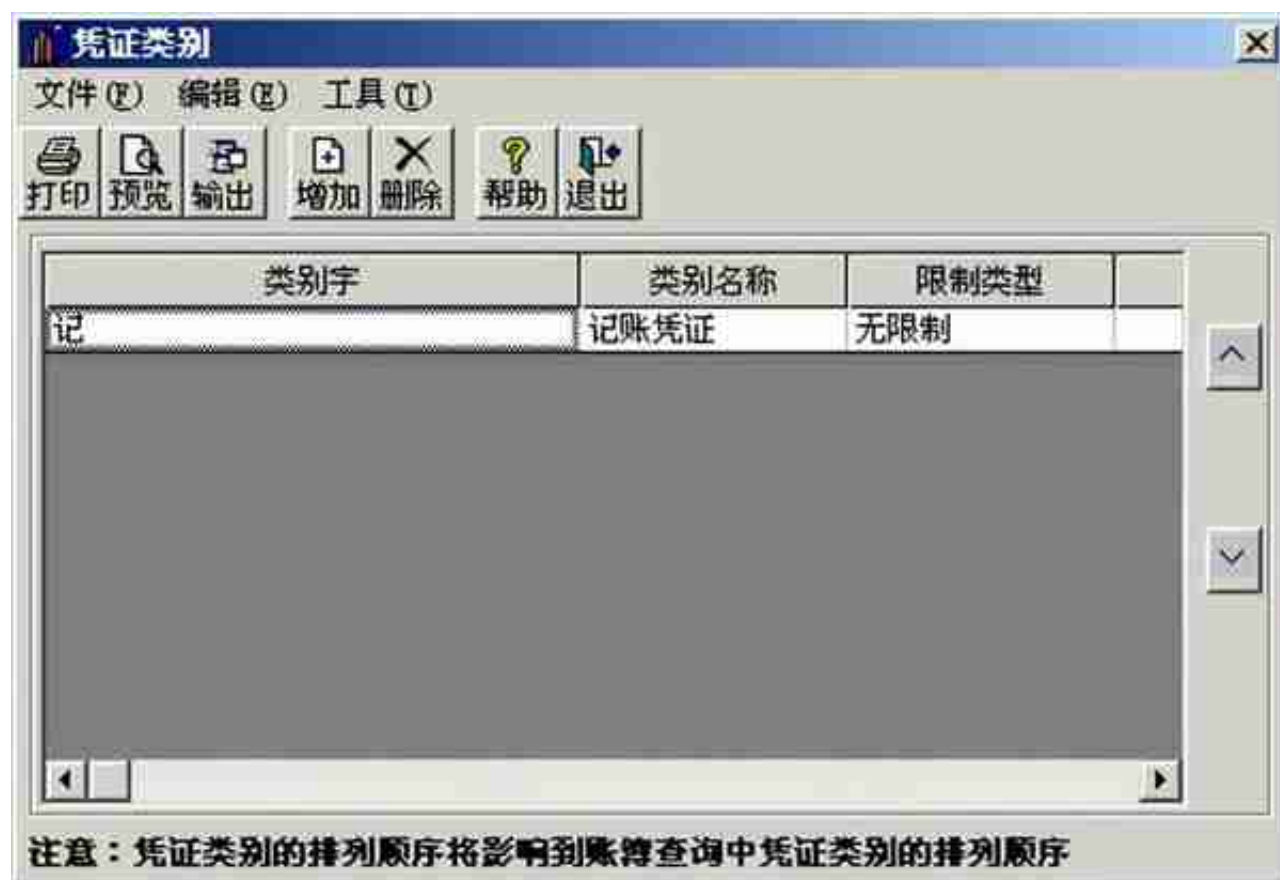 凭证类别
文件(F) 编辑(E) 工具(T)
打印 预览 输出 增加 删除 帮助 退出
类别字 类别名称 限制类型
记 记账凭证 无限制
注意：凭证类别的排列顺序将影响到账簿查询中凭证类别的排列顺序